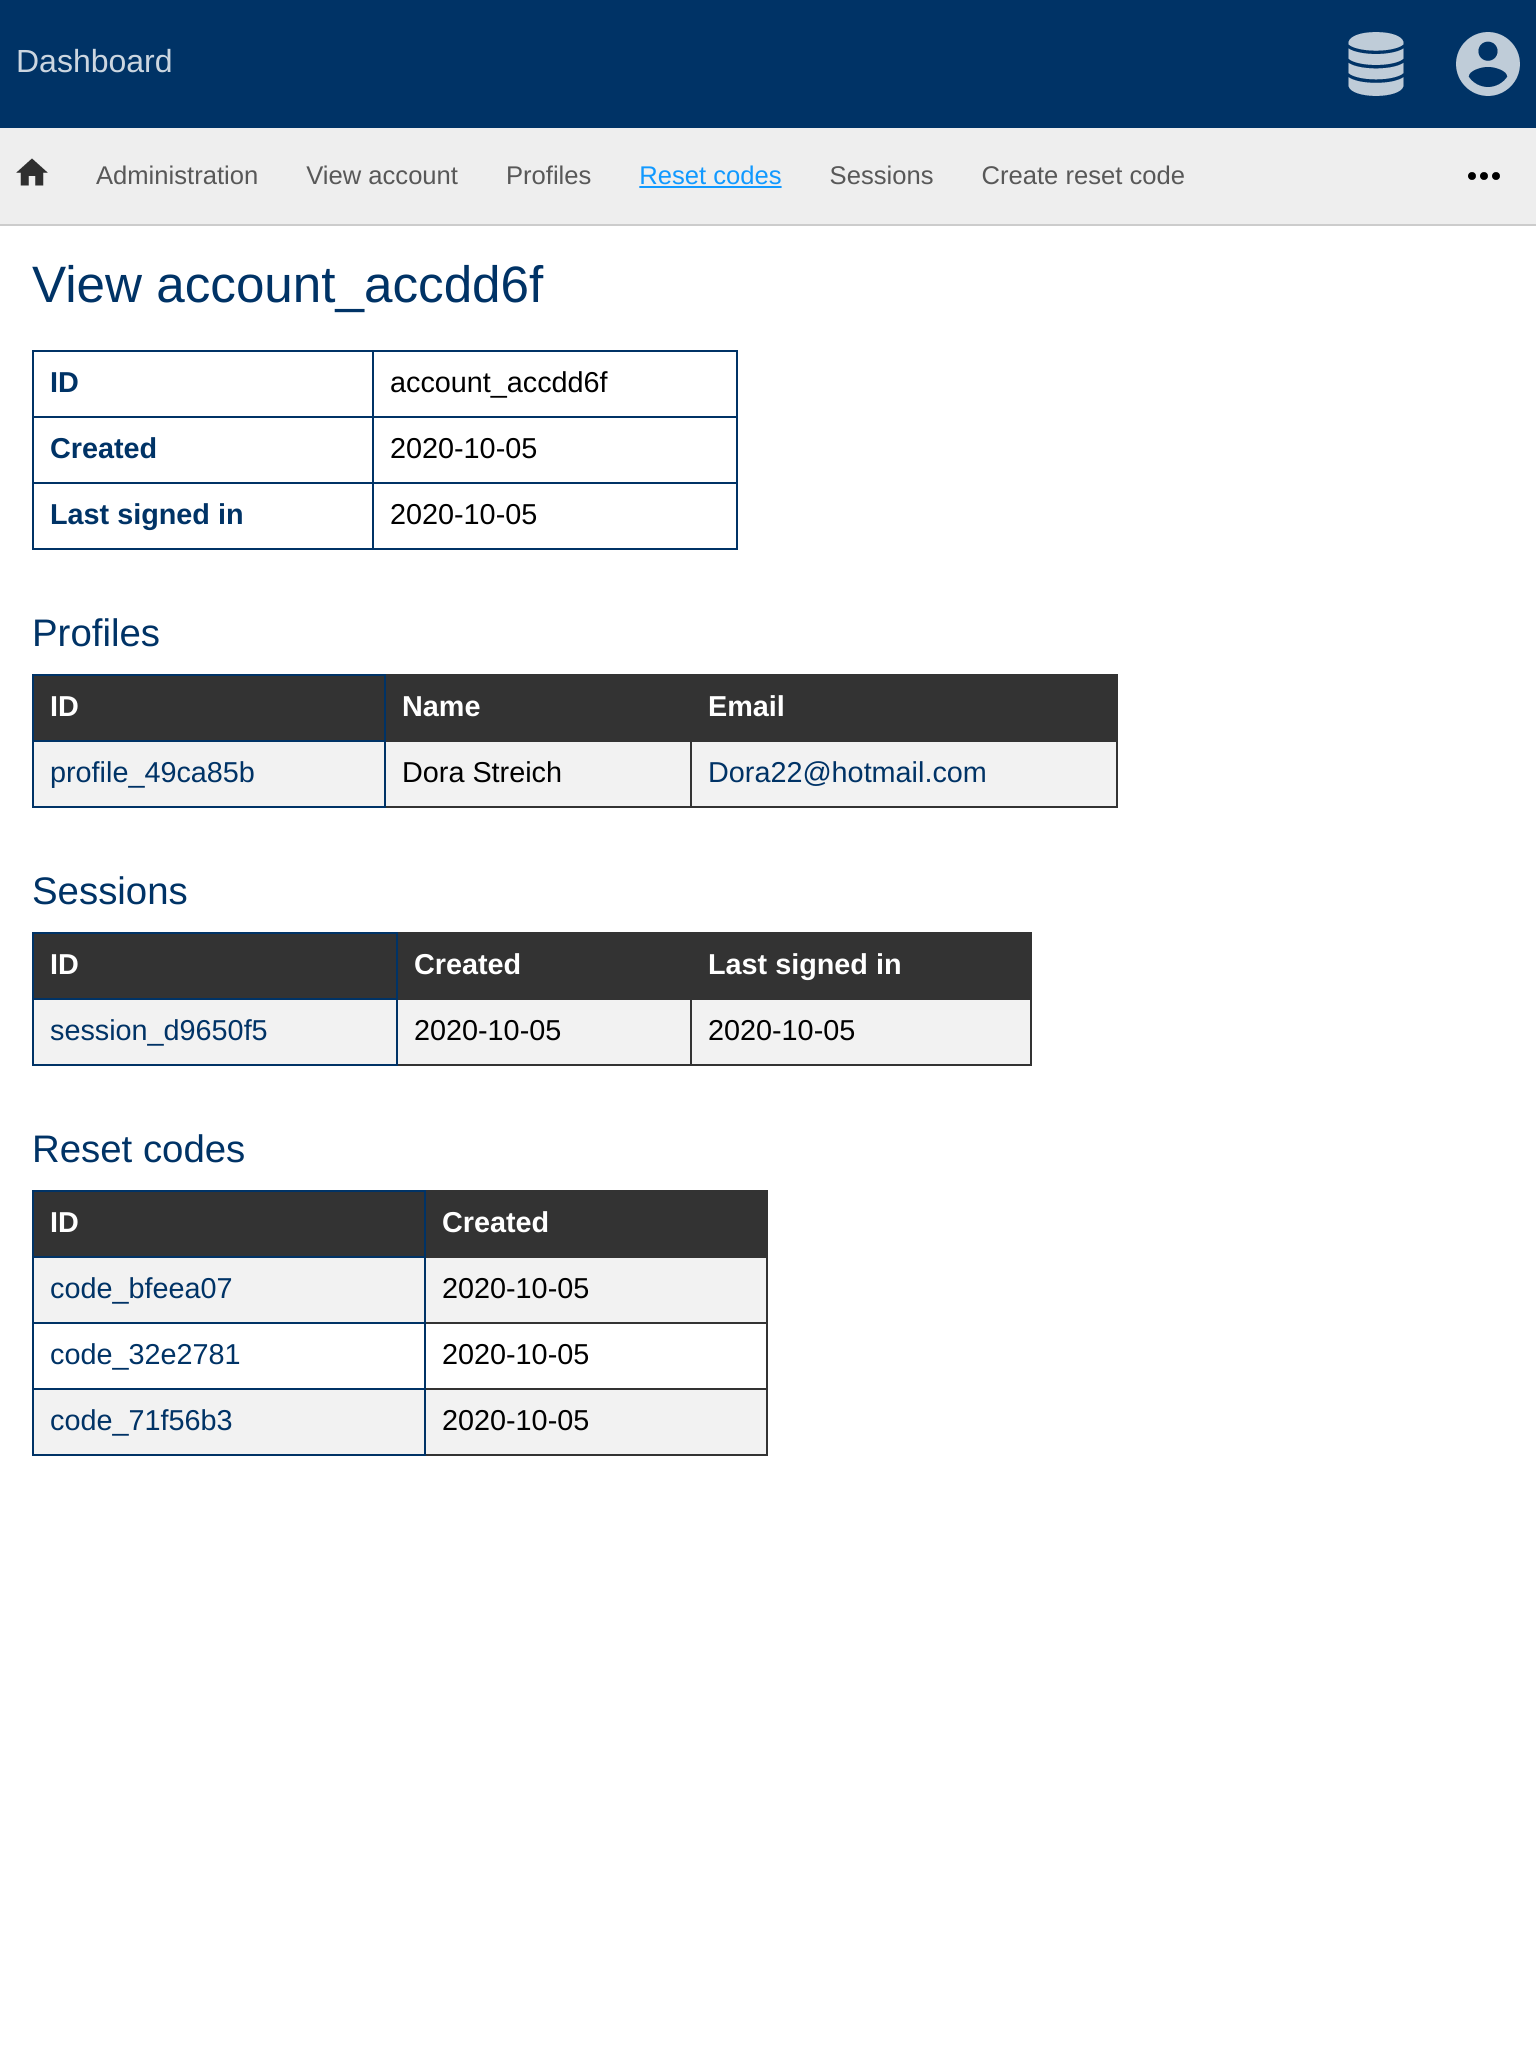 Dashboard
Administration View account Profiles Reset codes Sessions Create reset code
View account_accdd6f
ID account_accdd6f
Created 2020-10-05
Last signed in 2020-10-05
Profiles
ID Name Email
profile_49ca85b Dora Streich Dora22@hotmail.com
Sessions
ID Created Last signed in
session_d9650f5 2020-10-05 2020-10-05
Reset codes
ID Created
code_bfeea07 2020-10-05
code_32e2781 2020-10-05
code_71f56b3 2020-10-05